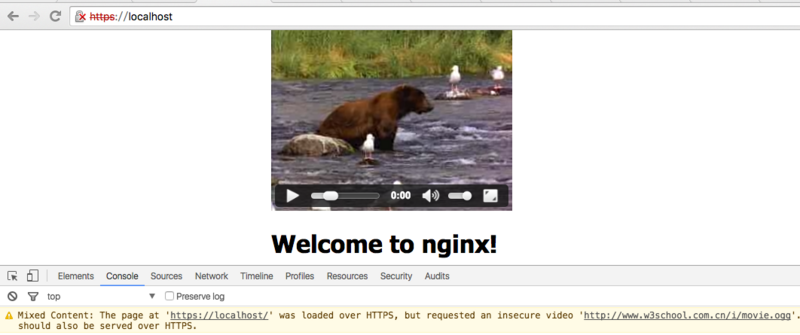 https://localhost
0:00
Welcome to nginx!
Elements Console Sources Network Timeline Profiles Resources Security Audits
top Preserve log
Mixed Content: The page at 'https://localhost/' was loaded over HTTPS, but requested an insecure video 'http://www.w3school.com.cn/i/movie.ogg'.
should also be served over HTTPS.